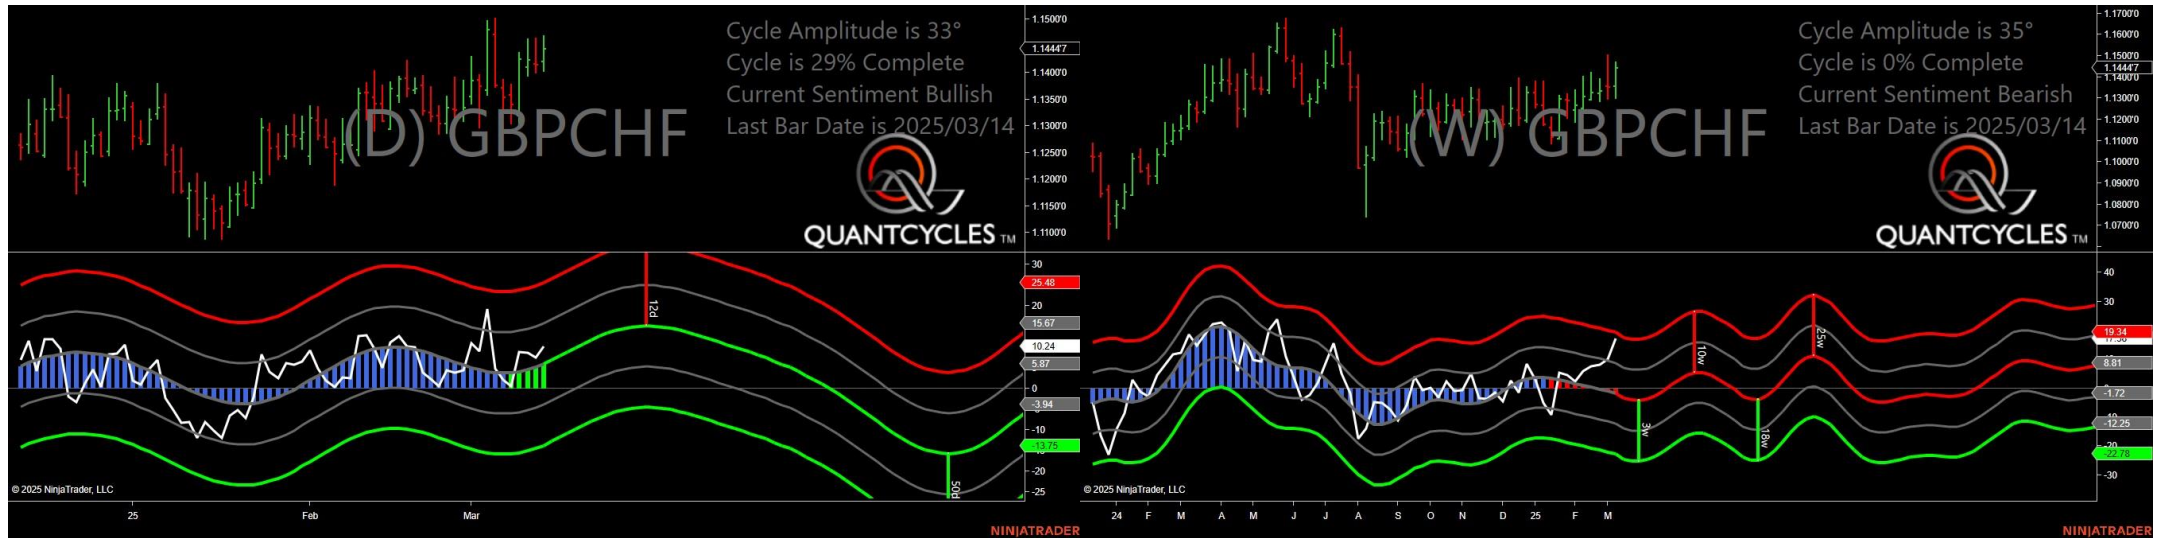 Cycle Amplitude is 33°
Cycle is 29% Complete
Current Sentiment Bullish
Last Bar Date is 2025/03/14
(D) GBPCHF
QUANTCYCLES TM
1.1500'0
1.1444'7
1.1400'0
1.1350'0
1.1300'0
1.1250'0
1.1200'0
1.1150'0
1.1100'0
12d
50d
30
25.48
20
15.67
10.24
5.87
0
-3.94
-10
-13.75
-20
-25
© 2025 NinjaTrader, LLC
25 Feb Mar
NINJATRADER
Cycle Amplitude is 35°
Cycle is 0% Complete
Current Sentiment Bearish
Last Bar Date is 2025/03/14
(W) GBPCHF
QUANTCYCLES TM
1.1700'0
1.1600'0
1.1500'0
1.1444'7
1.1400'0
1.1300'0
1.1200'0
1.1100'0
1.1000'0
1.0900'0
1.0800'0
1.0700'0
3w
10w
18w
25w
40
30
19.34
8.81
-1.72
-12.25
-20
-22.78
-30
© 2025 NinjaTrader, LLC
24 F M A M J J A S O N D 25 F M
NINJATRADER